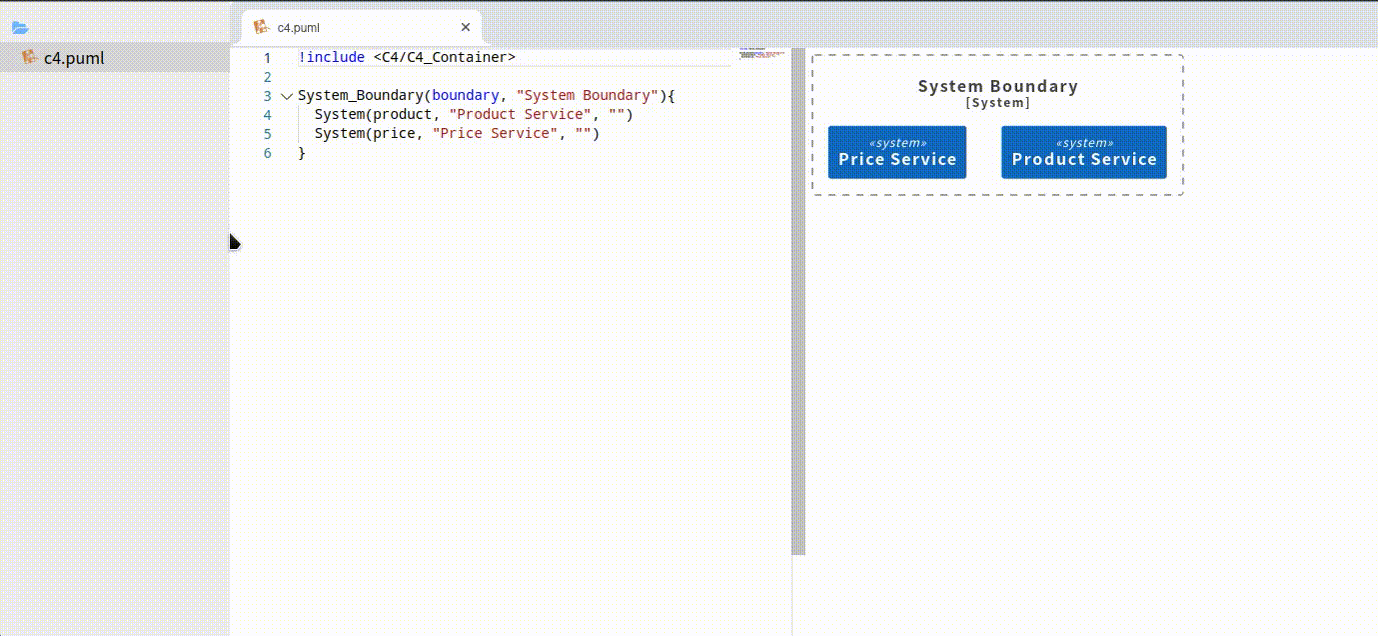 c4.puml
c4.puml
1 !include <C4/C4_Container>
2
3 System_Boundary(boundary, "System Boundary"){
4   System(product, "Product Service", "")
5   System(price, "Price Service", "")
6 }
System Boundary
[System]
«system»
Price Service
«system»
Product Service